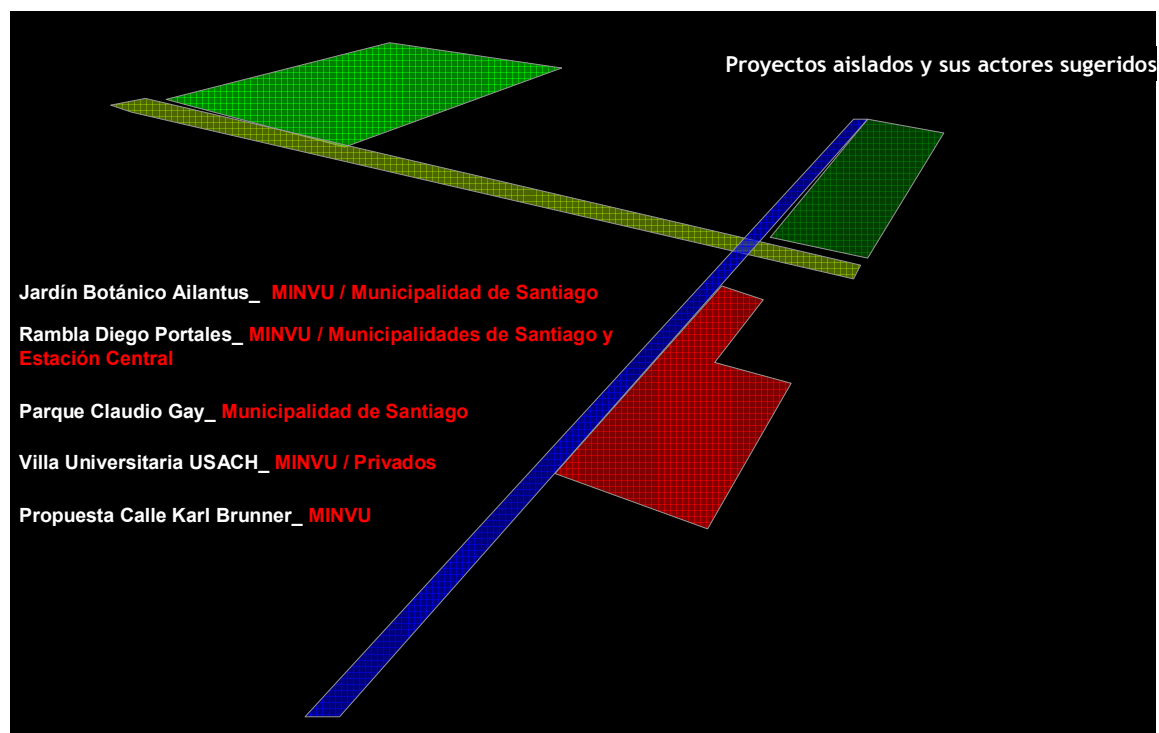 Proyectos aislados y sus actores sugeridos
Jardín Botánico Ailantus_ MINVU / Municipalidad de Santiago
Rambla Diego Portales_ MINVU / Municipalidades de Santiago y
Estación Central
Parque Claudio Gay_ Municipalidad de Santiago
Villa Universitaria USACH_ MINVU / Privados
Propuesta Calle Karl Brunner_ MINVU